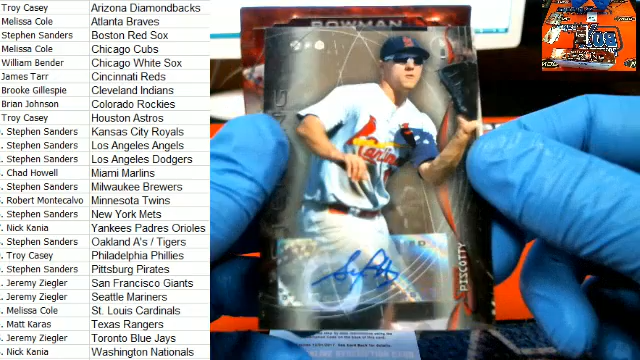 Troy Casey Arizona Diamondbacks
Melissa Cole Atlanta Braves
Stephen Sanders Boston Red Sox
Melissa Cole Chicago Cubs
William Bender Chicago White Sox
James Tarr Cincinnati Reds
Brooke Gillespie Cleveland Indians
Brian Johnson Colorado Rockies
Troy Casey Houston Astros
Stephen Sanders Kansas City Royals
Stephen Sanders Los Angeles Angels
Stephen Sanders Los Angeles Dodgers
Chad Howell Miami Marlins
Stephen Sanders Milwaukee Brewers
Robert Montecalvo Minnesota Twins
Stephen Sanders New York Mets
Nick Kania Yankees Padres Orioles
Stephen Sanders Oakland A's / Tigers
Troy Casey Philadelphia Phillies
Stephen Sanders Pittsburg Pirates
Jeremy Ziegler San Francisco Giants
Jeremy Ziegler Seattle Mariners
Melissa Cole St. Louis Cardinals
Matt Karas Texas Rangers
Jeremy Ziegler Toronto Blue Jays
Nick Kania Washington Nationals
BOWMAN
Cardinals
PISCOTTY